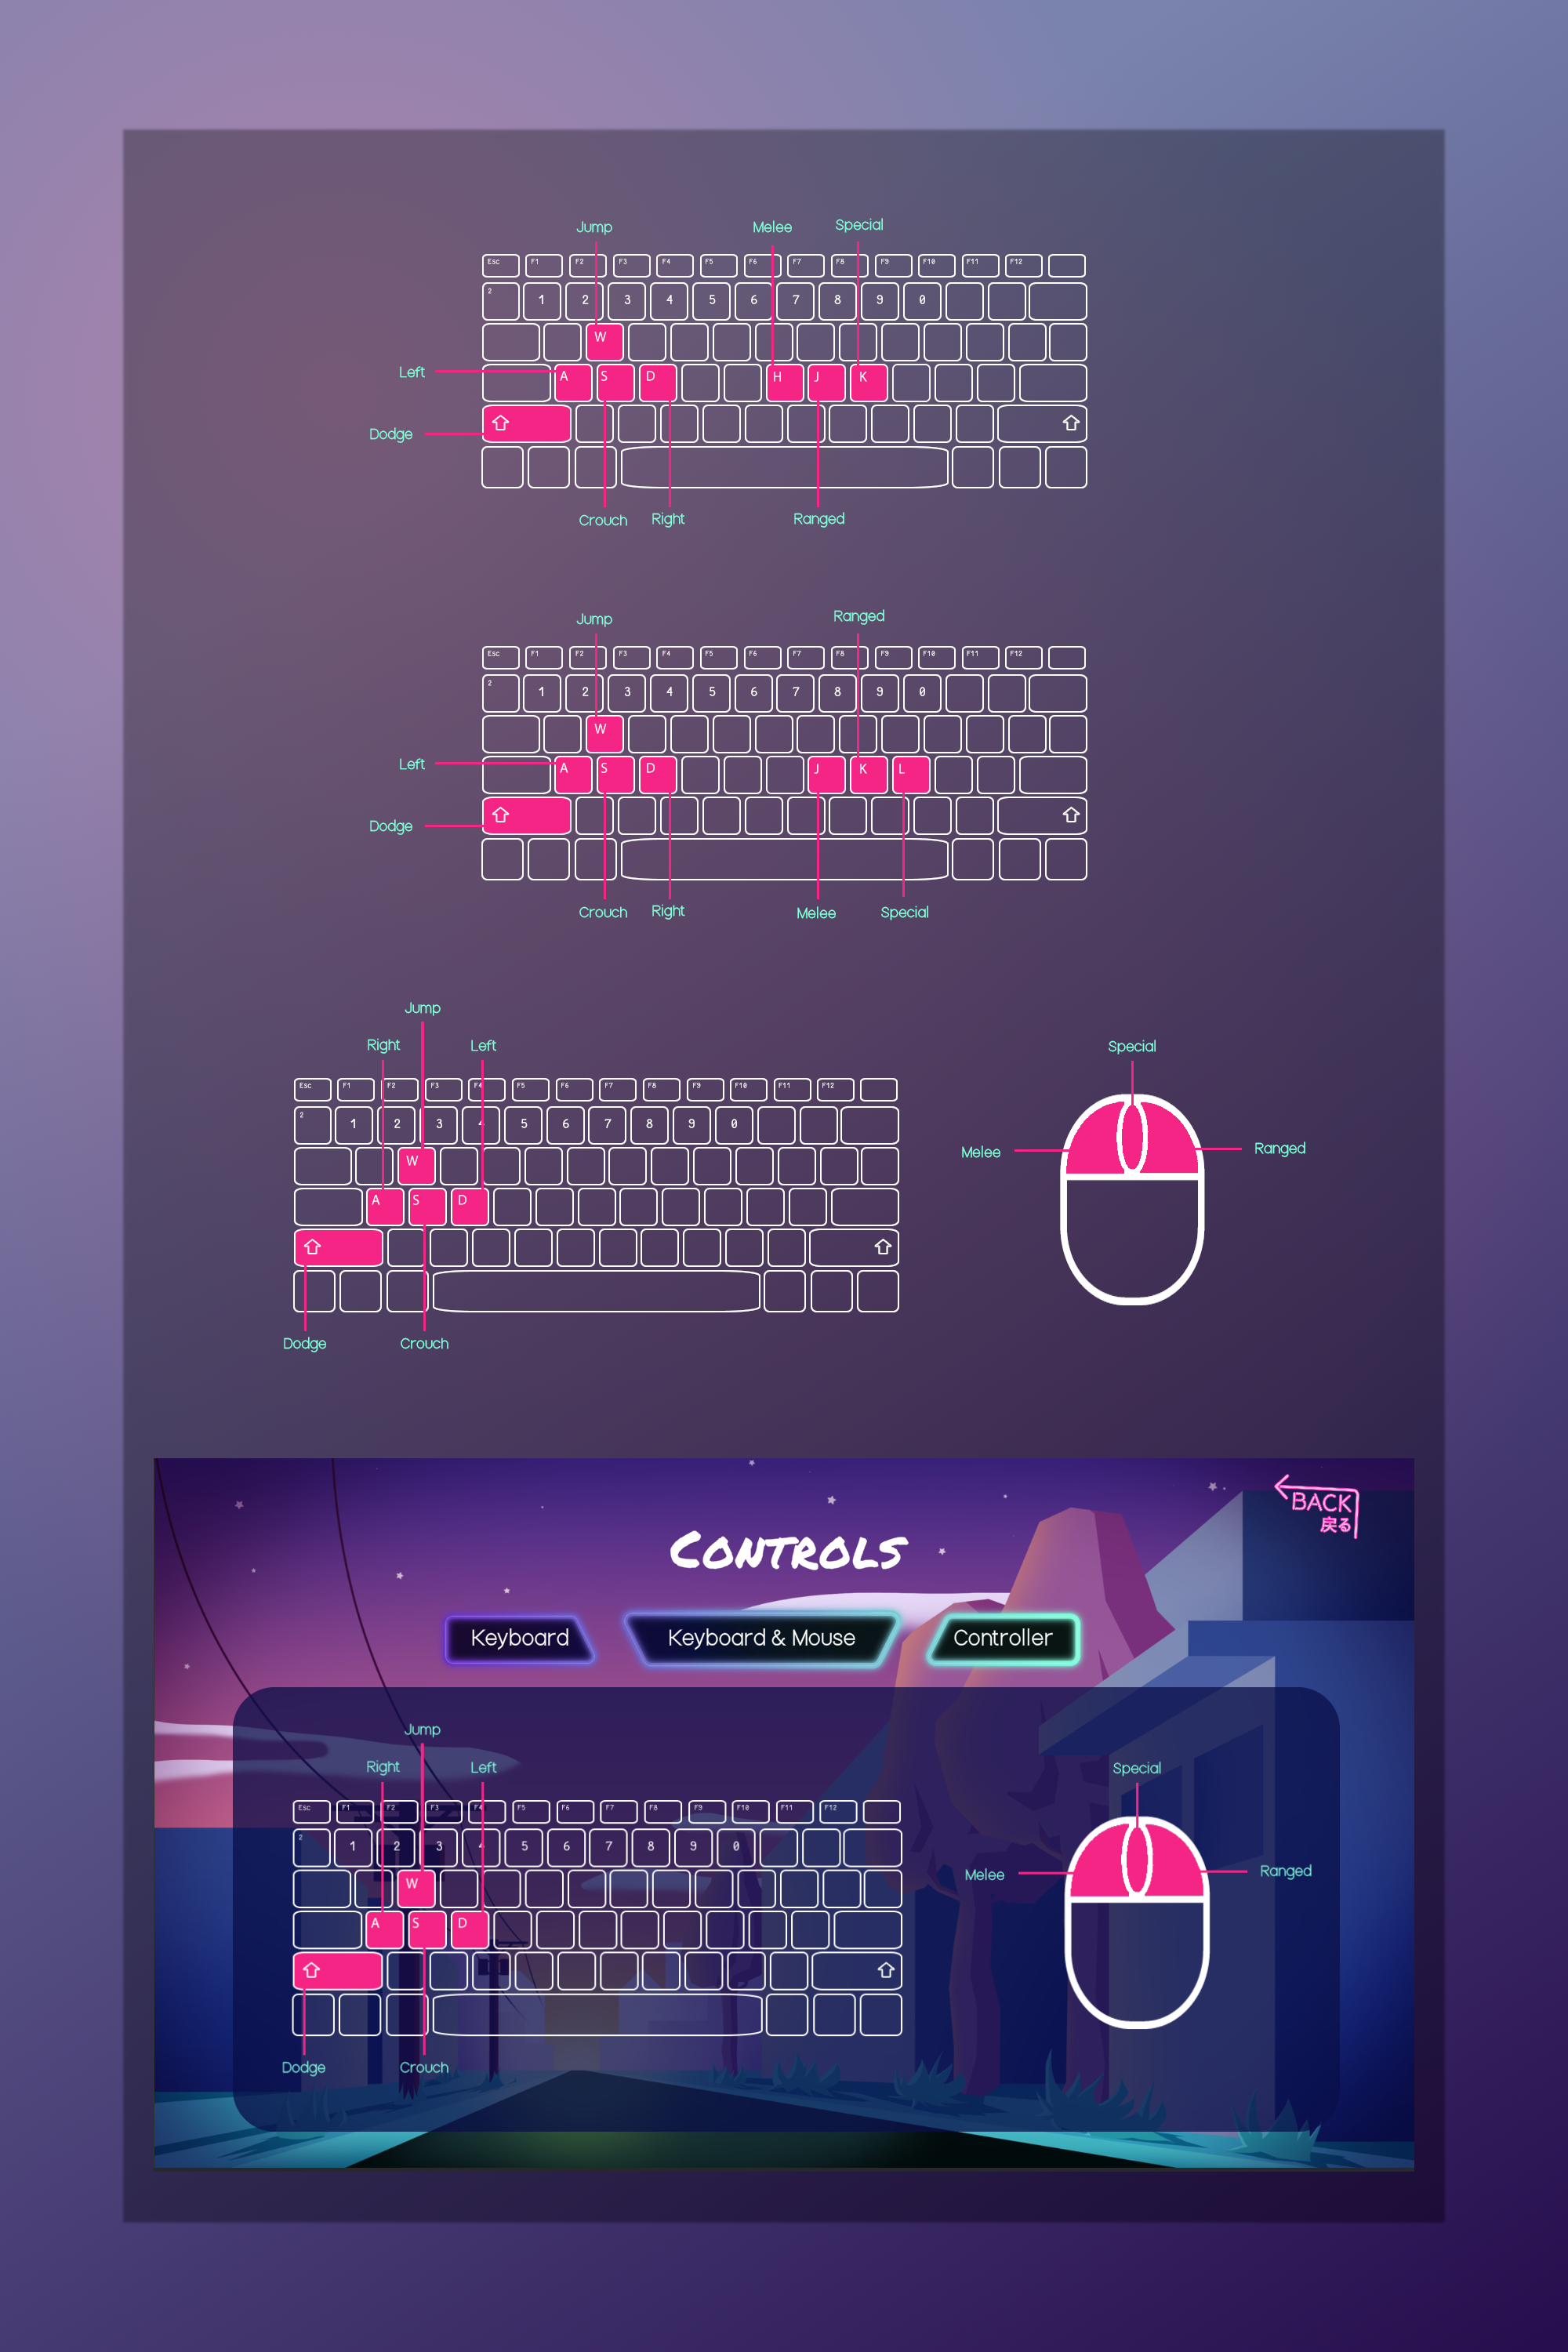 Jump Melee Special
Esc F1 F2 F3 F4 F5 F6 F7 F8 F9 F10 F11 F12
2 1 2 3 4 5 6 7 8 9 0
W
Left A S D H J K
Dodge
Crouch Right Ranged
Jump Ranged
Esc F1 F2 F3 F4 F5 F6 F7 F8 F9 F10 F11 F12
2 1 2 3 4 5 6 7 8 9 0
W
Left A S D J K L
Dodge
Crouch Right Melee Special
Jump
Right Left
Esc F1 F2 F3 F4 F5 F6 F7 F8 F9 F10 F11 F12
2 1 2 3 4 5 6 7 8 9 0
W
A S D
Dodge Crouch
Special
Melee Ranged
BACK
戻る
CONTROLS
Keyboard Keyboard & Mouse Controller
Jump
Right Left
Esc F1 F2 F3 F4 F5 F6 F7 F8 F9 F10 F11 F12
2 1 2 3 4 5 6 7 8 9 0
W
A S D
Dodge Crouch
Special
Melee Ranged